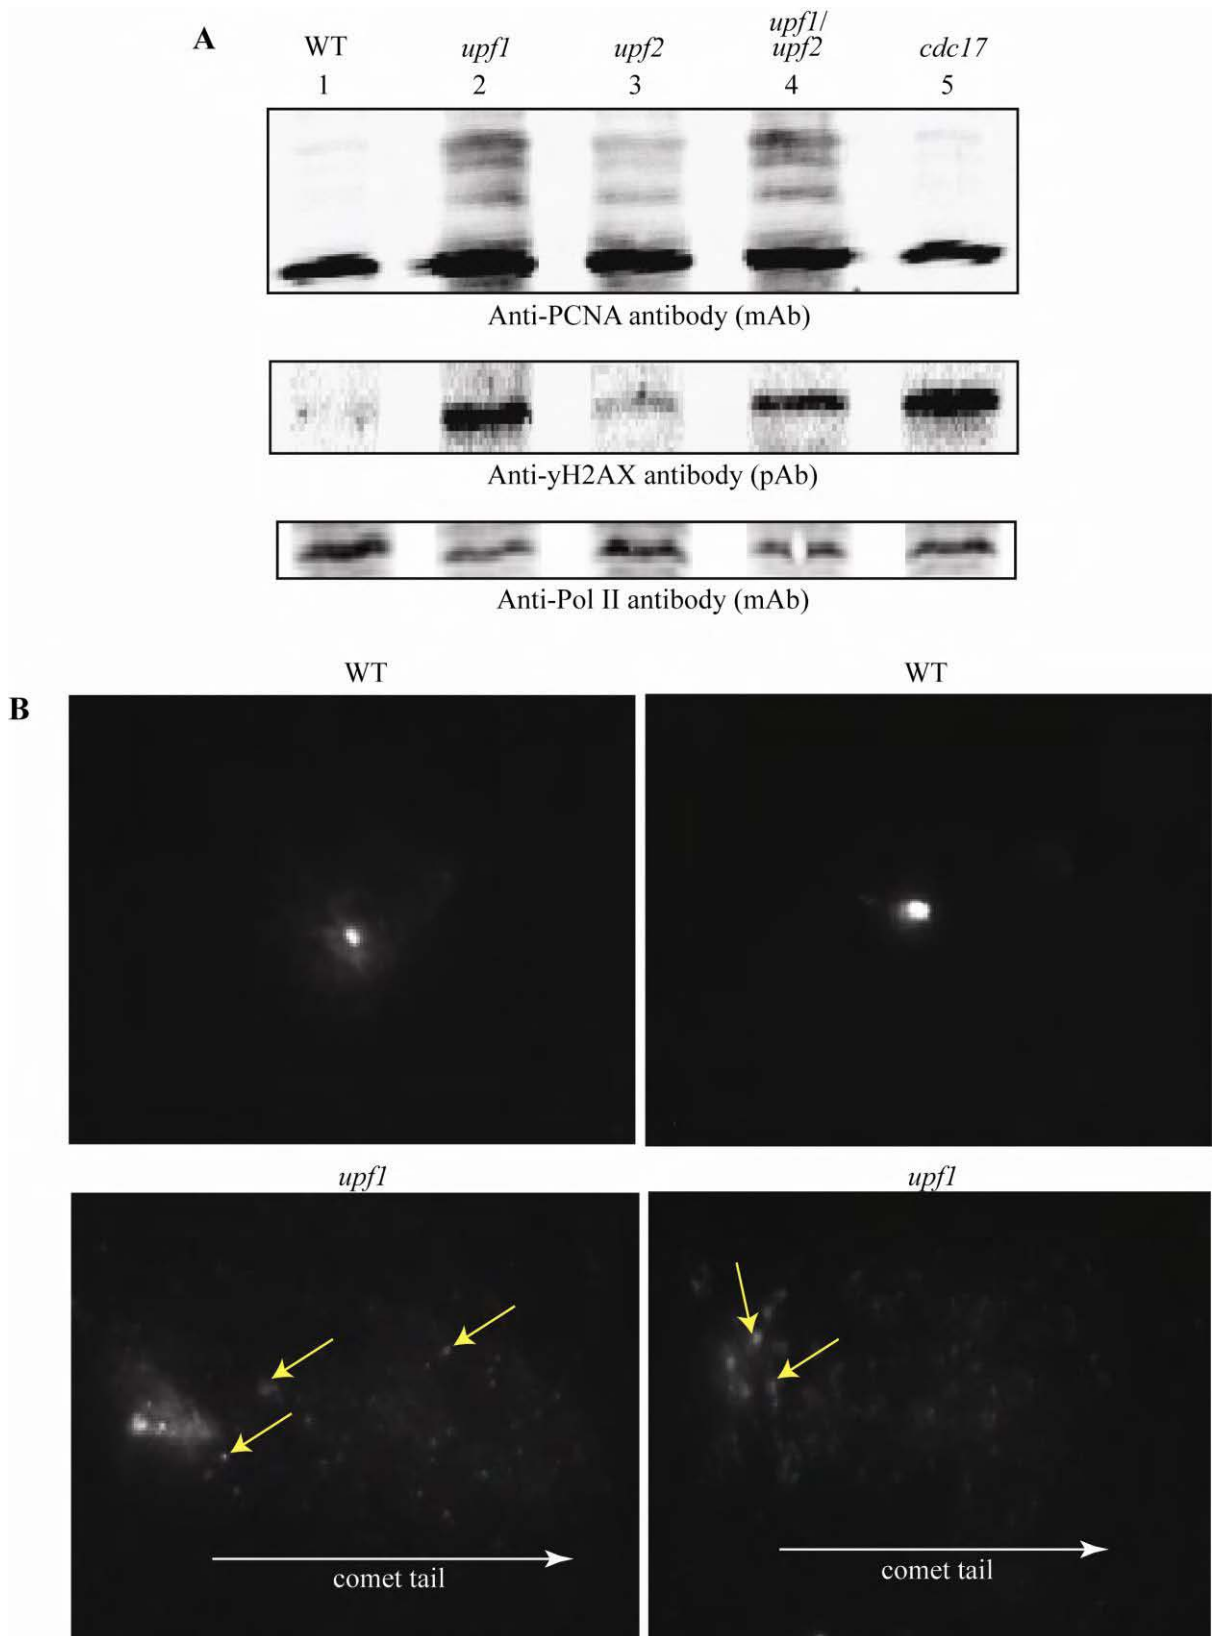 A
WT upf1 upf2 upf1/ upf2 cdc17
1 2 3 4 5
Anti-PCNA antibody (mAb)
Anti-yH2AX antibody (pAb)
Anti-Pol II antibody (mAb)
B
WT WT
upf1 upf1
comet tail comet tail